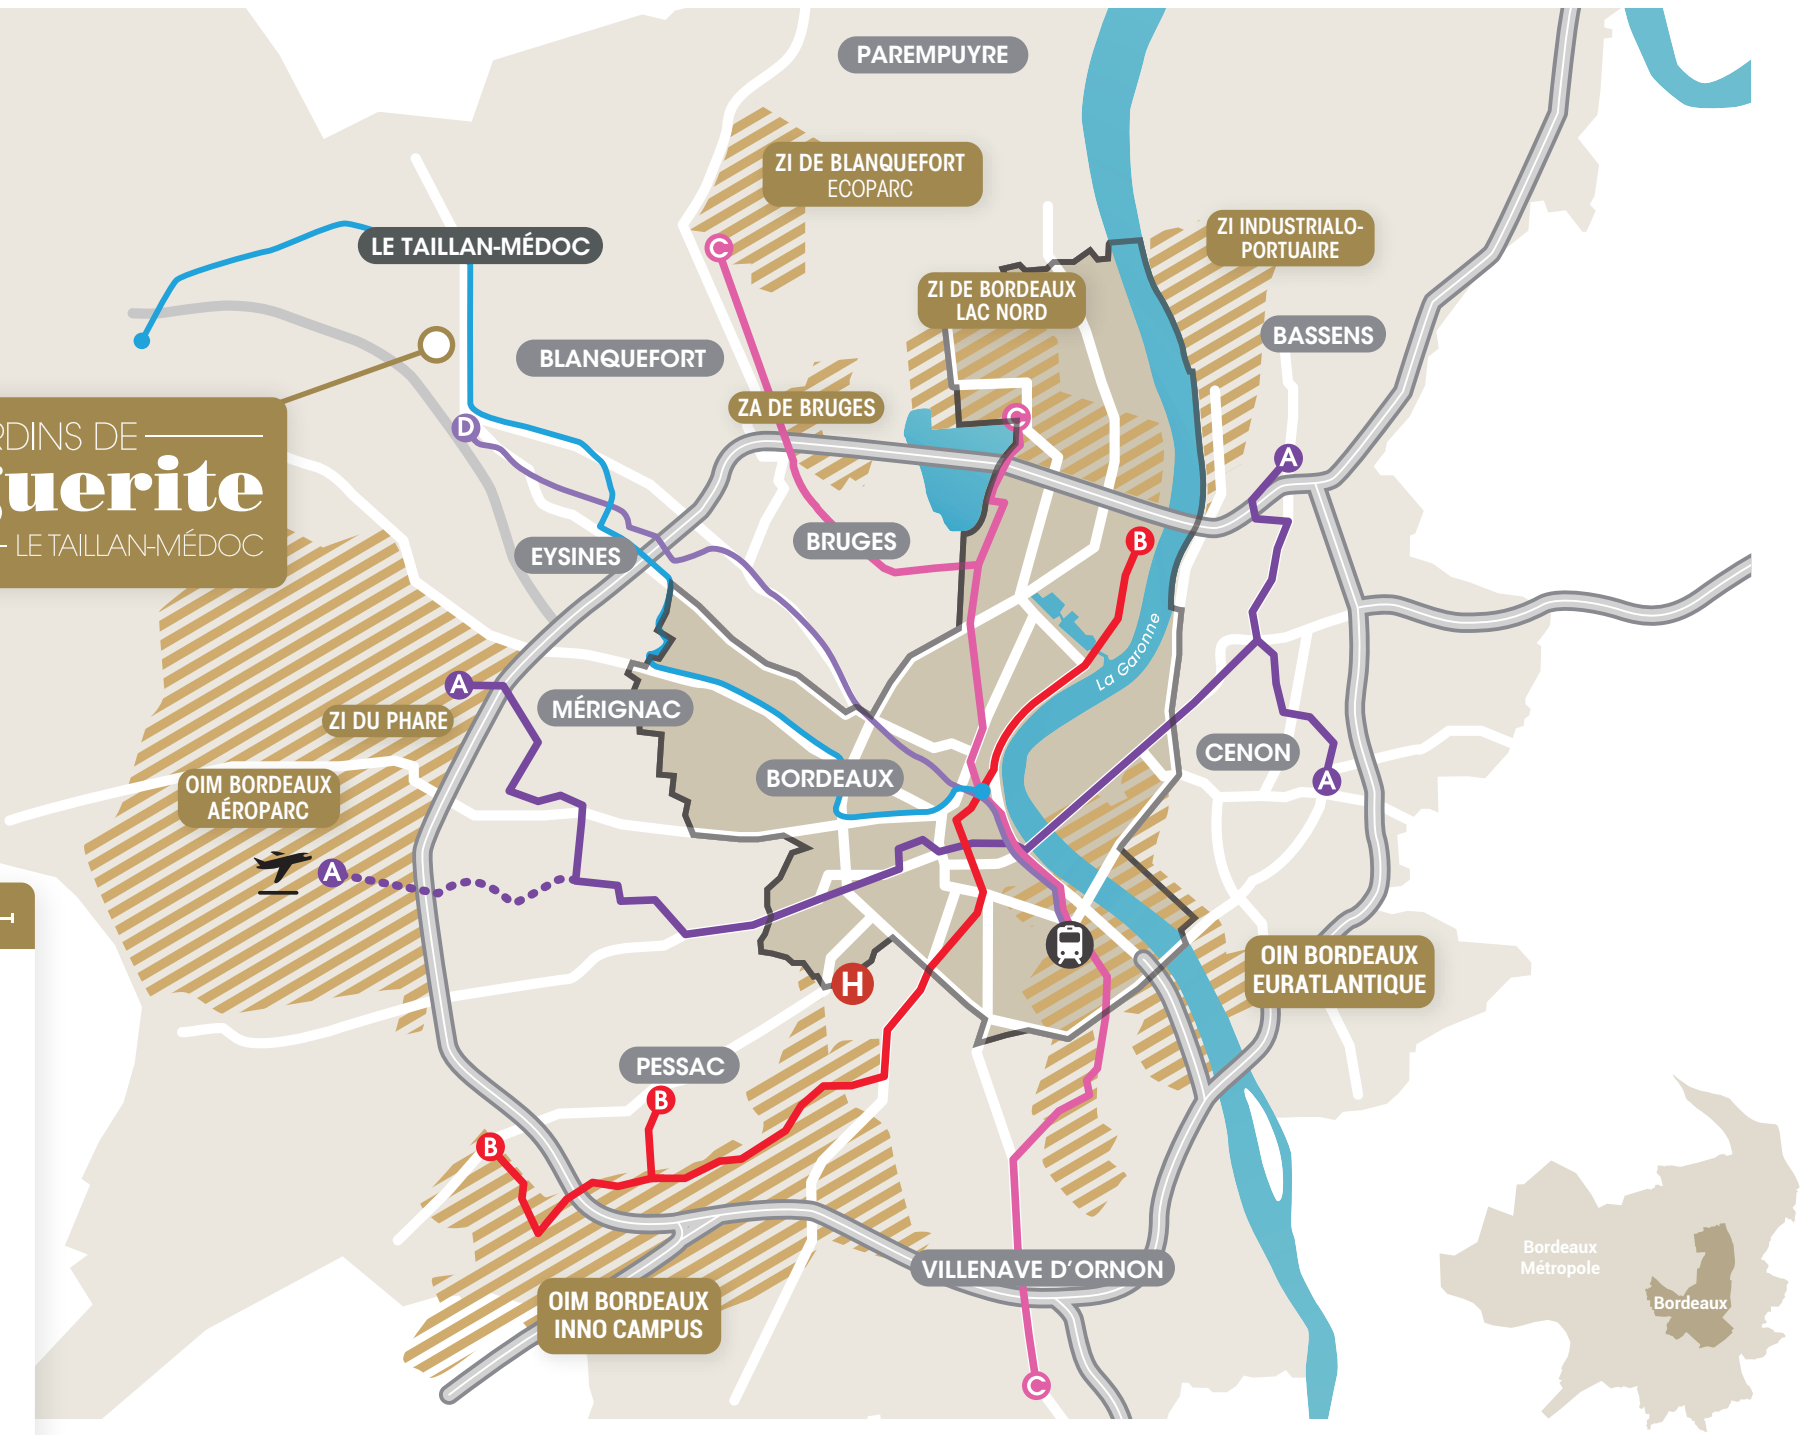 PAREMPUYRE
ZI DE BLANQUEFORT
ECOPARC
ZI INDUSTRIALO-
PORTUAIRE
LE TAILLAN-MÉDOC
C
ZI DE BORDEAUX
LAC NORD
BASSENS
BLANQUEFORT
ZA DE BRUGES
C
D
RDINS DE
guerite
LE TAILLAN-MÉDOC
A
BRUGES
B
EYSINES
La Garonne
A
MÉRIGNAC
ZI DU PHARE
CENON
BORDEAUX
A
OIM BORDEAUX
AÉROPARC
A
OIN BORDEAUX
EURATLANTIQUE
H
PESSAC
B
B
VILLENAVE D'ORNON
OIM BORDEAUX
INNO CAMPUS
C
Bordeaux
Métropole
Bordeaux